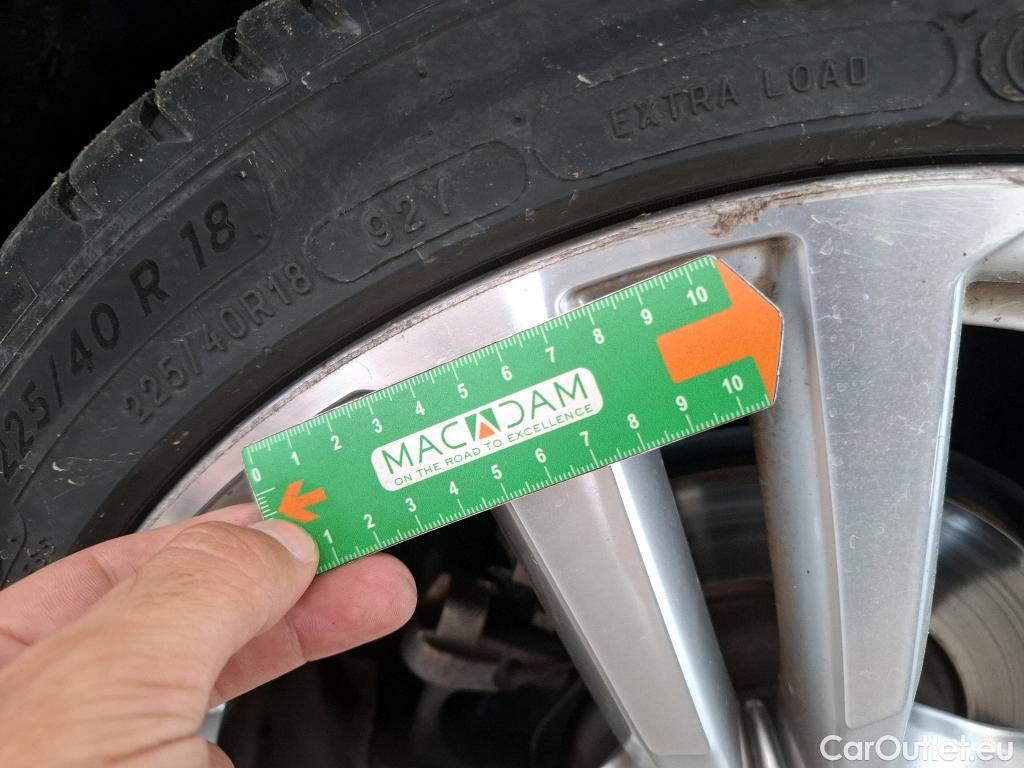 EXTRA LOAD
92Y
225/40 R 18
225/40R18
0 1 2 3 4 5 6 7 8 9 10
MACADAM
ON THE ROAD TO EXCELLENCE
1 2 3 4 5 6 7 8 9 10
CarOutlet.eu